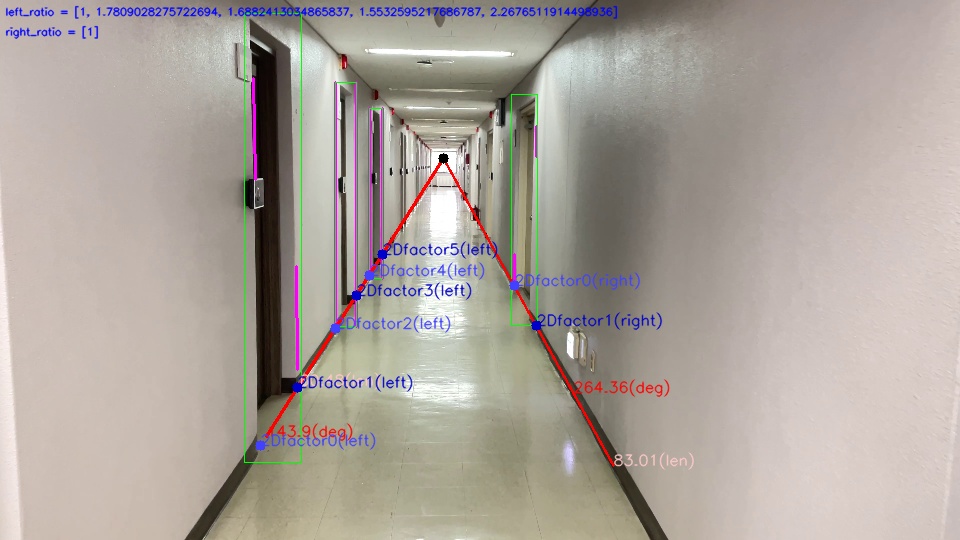 left_ratio = [1, 1.7809028275722694, 1.6882413034865837, 1.5532595217686787, 2.2676511914498936]
right_ratio = [1]
2Dfactor5(left)
2Dfactor4(left)
2Dfactor0(right)
2Dfactor3(left)
2Dfactor2(left)
2Dfactor1(right)
2Dfactor1(left)
264.36(deg)
143.9(deg)
2Dfactor0(left)
83.01(len)